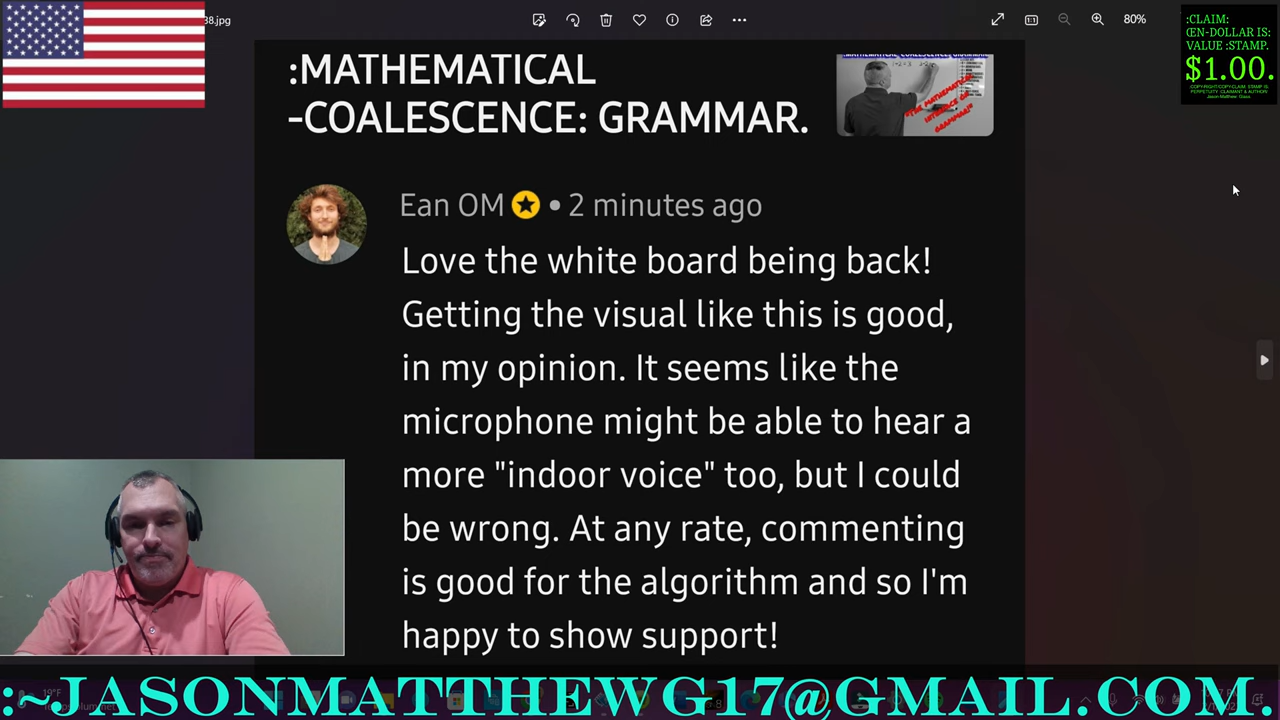 38.jpg
80%
:CLAIM:
VALUE :STAMP.
$1.00.
:MATHEMATICAL
-COALESCENCE: GRAMMAR.
Ean OM • 2 minutes ago
Love the white board being back!
Getting the visual like this is good,
in my opinion. It seems like the
microphone might be able to hear a
more "indoor voice" too, but I could
be wrong. At any rate, commenting
is good for the algorithm and so I'm
happy to show support!
:~JASONMATTHEWG17@GMAIL.COM.